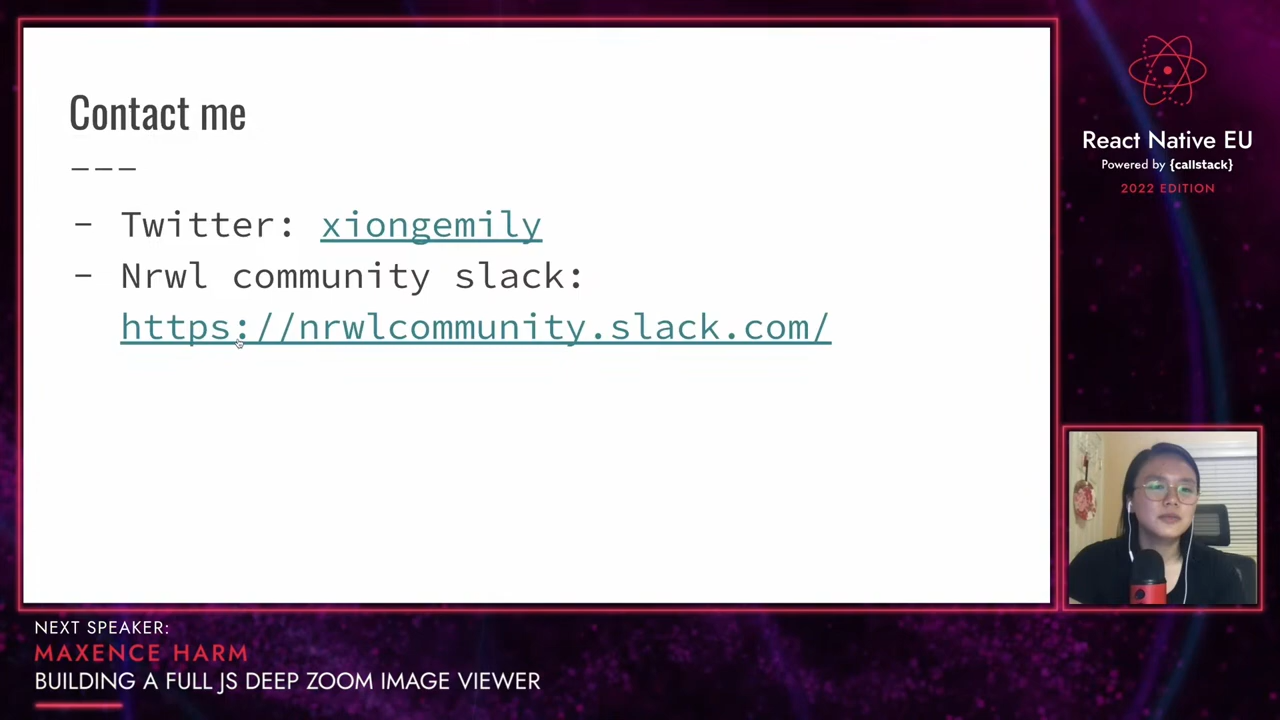 Contact me
---
- Twitter: xiongemily
- Nrwl community slack:
https://nrwlcommunity.slack.com/
React Native EU
Powered by {callstack}
2022 EDITION
NEXT SPEAKER:
MAXENCE HARM
BUILDING A FULL JS DEEP ZOOM IMAGE VIEWER